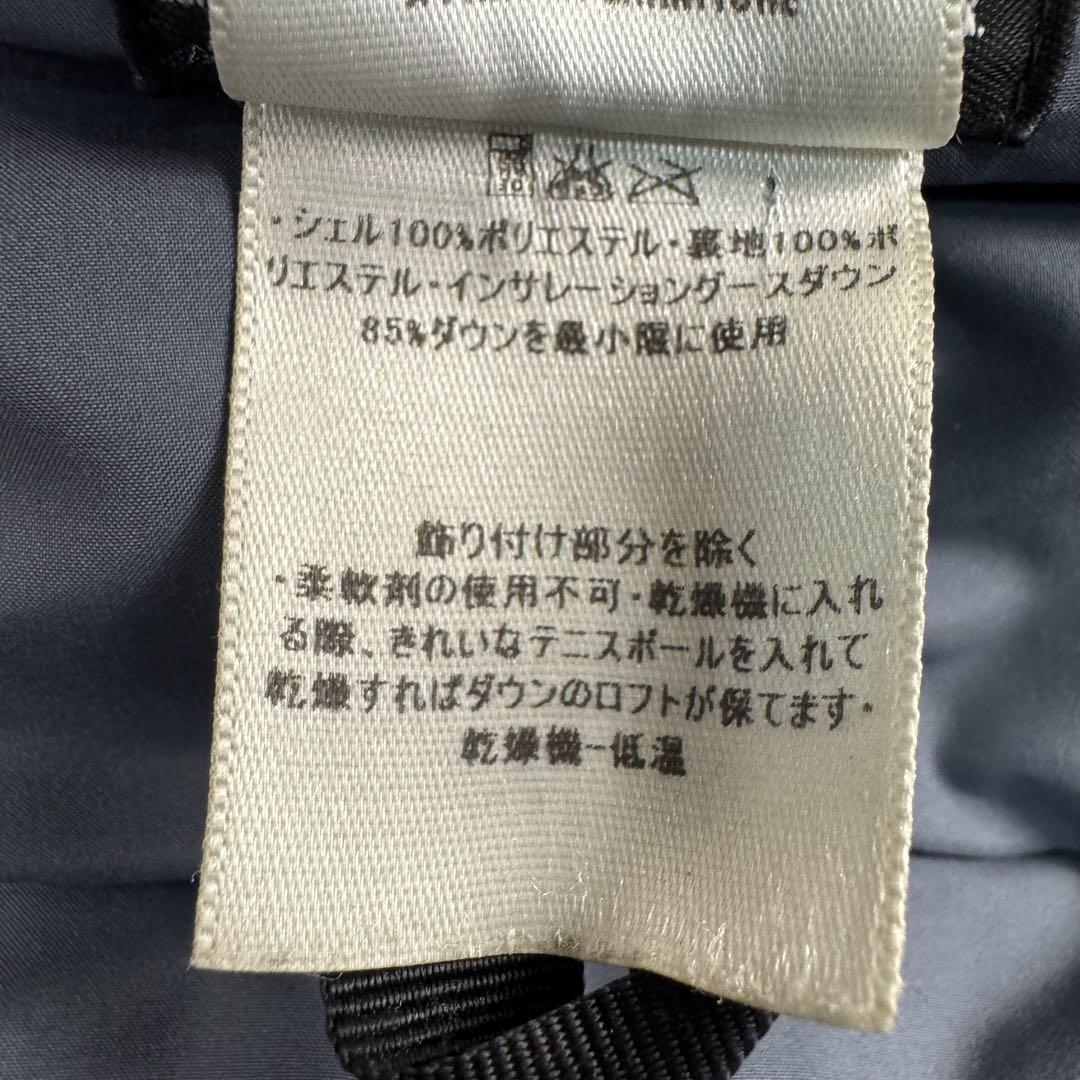 ・シェル100%ポリエステル・裏地100%ポ
リエステル・インサレーショングースダウン
85%ダウンを最小限に使用
飾り付け部分を除く
・柔軟剤の使用不可・乾燥機に入れ
る際、きれいなテニスボールを入れて
乾燥すればダウンのロフトが保てます・
乾燥機-低温